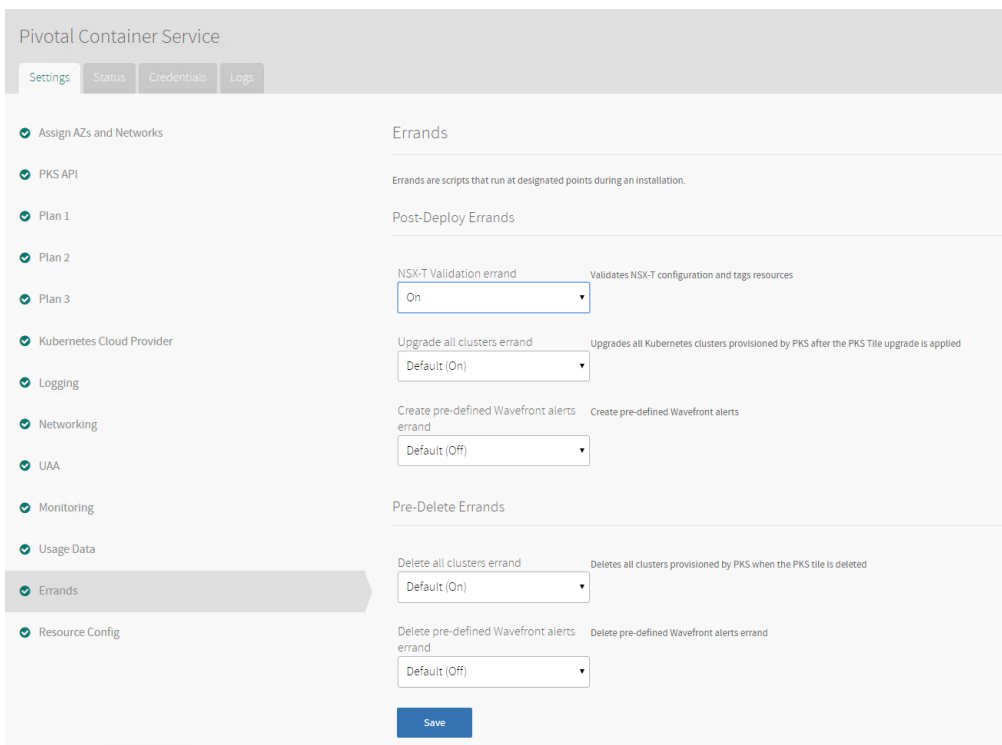 Pivotal Container Service
Settings
Status
Credentials
Logs
Assign AZs and Networks
PKS API
Plan 1
Plan 2
Plan 3
Kubernetes Cloud Provider
Logging
Networking
UAA
Monitoring
Usage Data
Errands
Resource Config
Errands
Errands are scripts that run at designated points during an installation.
Post-Deploy Errands
NSX-T Validation errand
Validates NSX-T configuration and tags resources
On
Upgrade all clusters errand
Upgrades all Kubernetes clusters provisioned by PKS after the PKS Tile upgrade is applied
Default (On)
Create pre-defined Wavefront alerts
errand
Create pre-defined Wavefront alerts
Default (Off)
Pre-Delete Errands
Delete all clusters errand
Deletes all clusters provisioned by PKS when the PKS tile is deleted
Default (On)
Delete pre-defined Wavefront alerts
errand
Delete pre-defined Wavefront alerts errand
Default (Off)
Save